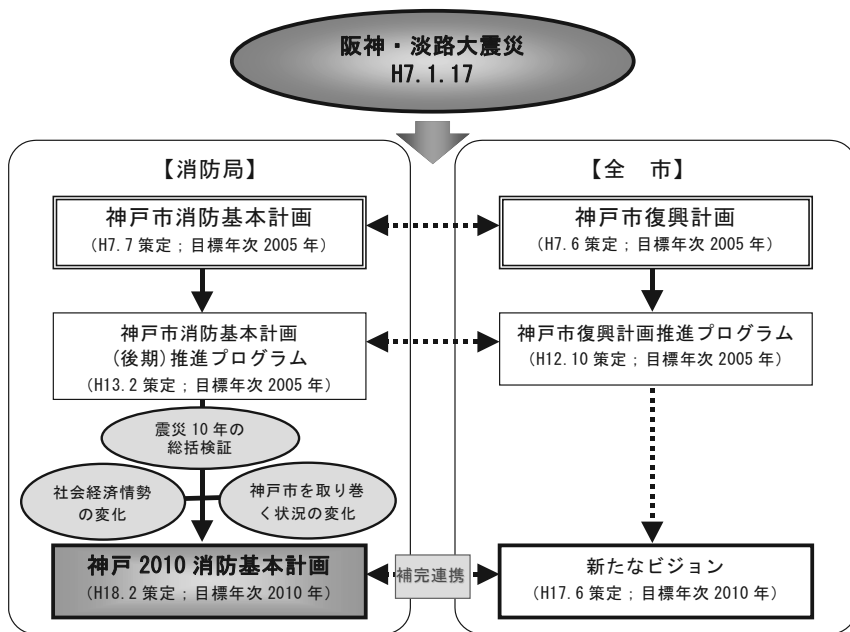 阪神・淡路大震災
H7.1.17
【消防局】
神戸市消防基本計画
（H7.7 策定；目標年次 2005 年）
神戸市消防基本計画
(後期)推進プログラム
（H13.2 策定；目標年次 2005 年）
震災 10 年の
総括検証
社会経済情勢
の変化
神戸市を取り巻
く状況の変化
神戸 2010 消防基本計画
（H18.2 策定；目標年次 2010 年）
補完連携
【全　市】
神戸市復興計画
（H7.6 策定；目標年次 2005 年）
神戸市復興計画推進プログラム
（H12.10 策定；目標年次 2005 年）
新たなビジョン
（H17.6 策定；目標年次 2010 年）